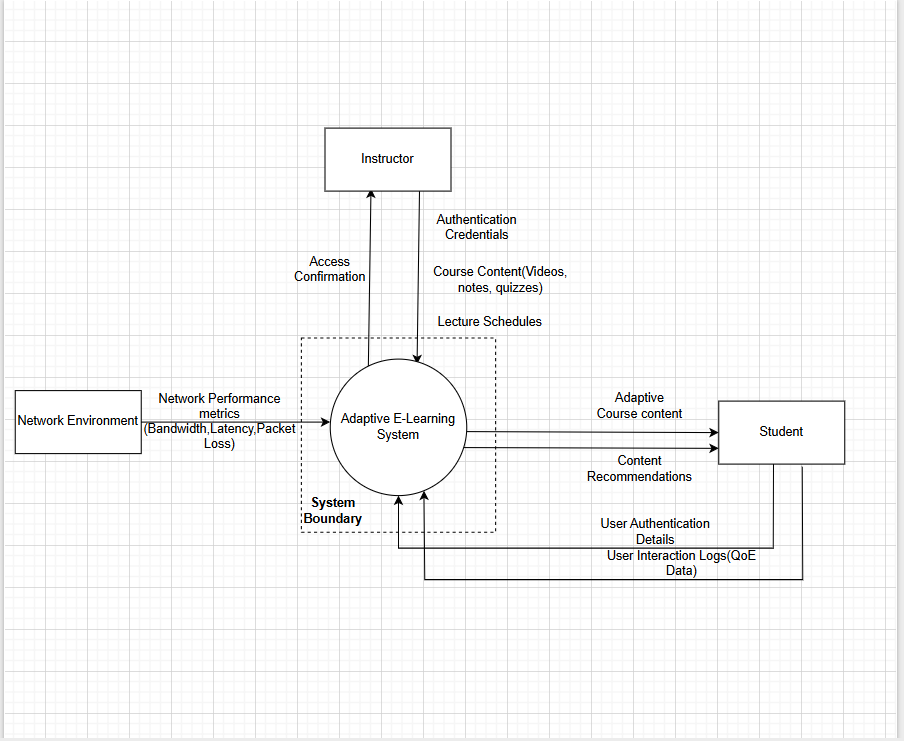 Instructor
Authentication
Credentials
Access
Confirmation
Course Content(Videos,
notes, quizzes)
Lecture Schedules
Network Environment
Network Performance
metrics
(Bandwidth,Latency,Packet
Loss)
Adaptive E-Learning
System
System
Boundary
Adaptive
Course content
Student
Content
Recommendations
User Authentication
Details
User Interaction Logs(QoE
Data)